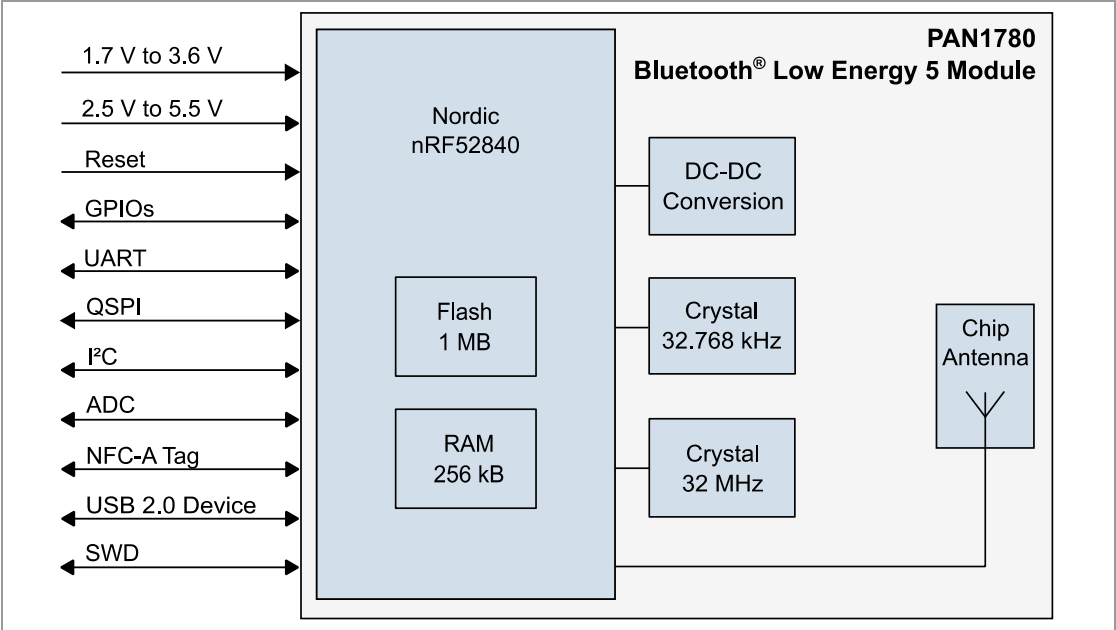 PAN1780
Bluetooth® Low Energy 5 Module
1.7 V to 3.6 V
2.5 V to 5.5 V
Reset
GPIOs
UART
QSPI
I²C
ADC
NFC-A Tag
USB 2.0 Device
SWD
Nordic
nRF52840
Flash
1 MB
RAM
256 kB
DC-DC
Conversion
Crystal
32.768 kHz
Crystal
32 MHz
Chip
Antenna